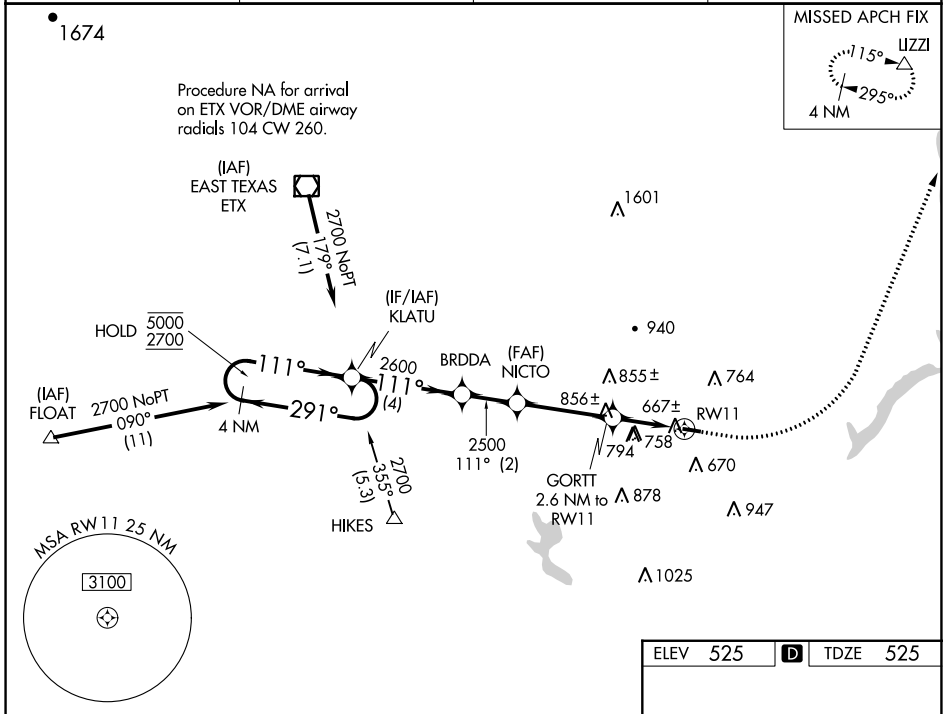 1674
MISSED APCH FIX
LIZZI
115°
295°
4 NM
Procedure NA for arrival
on ETX VOR/DME airway
radials 104 CW 260.
(IAF)
EAST TEXAS
ETX
2700 NoPT
179°
(7.1)
1601
(IF/IAF)
KLATU
HOLD 5000
2700
940
111°
2600
111°
(4)
BRDDA
(FAF)
NICTO
855±
764
(IAF)
FLOAT
2700 NoPT
090°
(11)
4 NM
291°
856±
667±
RW11
2500
111° (2)
794
758
670
GORTT
2.6 NM to
RW11
878
947
2700
355°
(5.3)
HIKES
1025
MSA RW11 25 NM
3100
ELEV 525 D TDZE 525